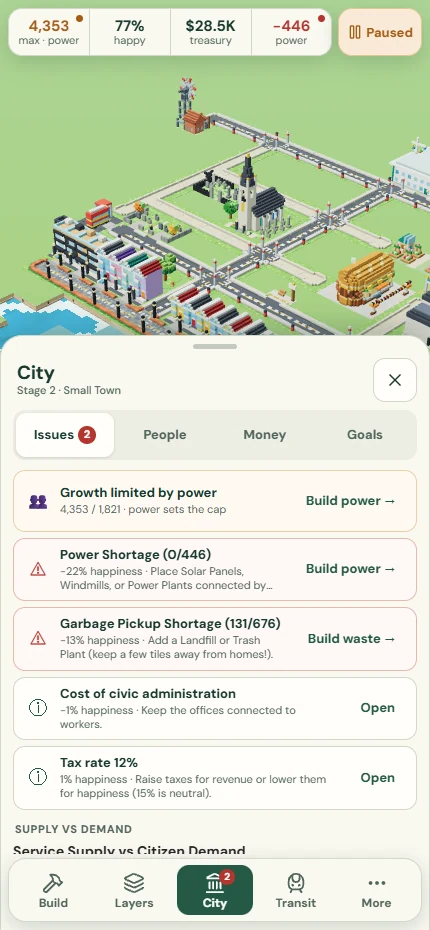 4,353
max · power
77%
happy
$28.5K
treasury
-446
power
Paused
City
Stage 2 · Small Town
Issues 2
People
Money
Goals
Growth limited by power
4,353 / 1,821 · power sets the cap
Build power →
Power Shortage (0/446)
-22% happiness · Place Solar Panels,
Windmills, or Power Plants connected by…
Build power →
Garbage Pickup Shortage (131/676)
-13% happiness · Add a Landfill or Trash
Plant (keep a few tiles away from homes!).
Build waste →
Cost of civic administration
-1% happiness · Keep the offices connected to
workers.
Open
Tax rate 12%
1% happiness · Raise taxes for revenue or lower them
for happiness (15% is neutral).
Open
SUPPLY VS DEMAND
Service Supply vs Citizen Demand
Build
Layers
2
City
Transit
More